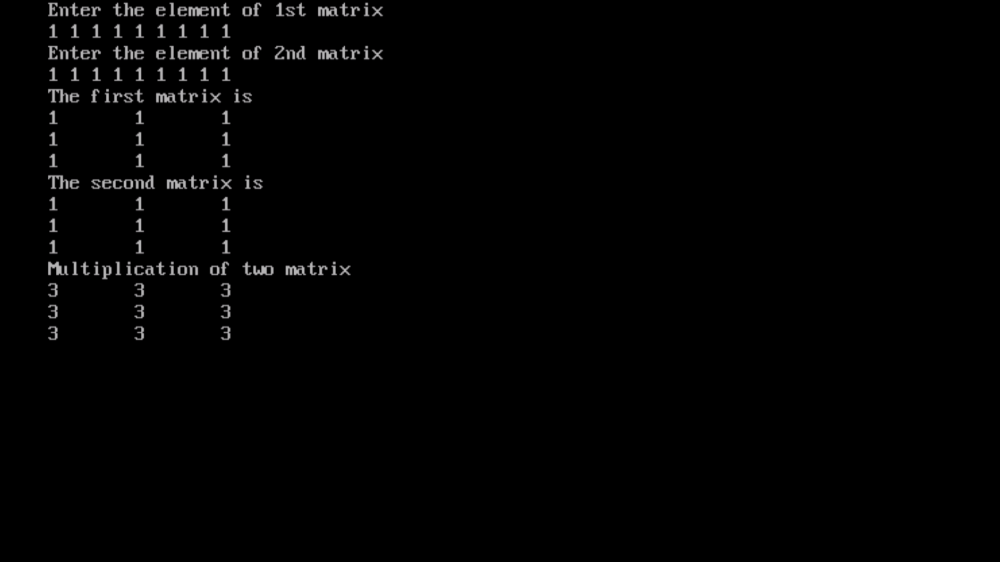 Enter the element of 1st matrix
1 1 1 1 1 1 1 1 1
Enter the element of 2nd matrix
1 1 1 1 1 1 1 1 1
The first matrix is
1 1 1
1 1 1
1 1 1
The second matrix is
1 1 1
1 1 1
1 1 1
Multiplication of two matrix
3 3 3
3 3 3
3 3 3